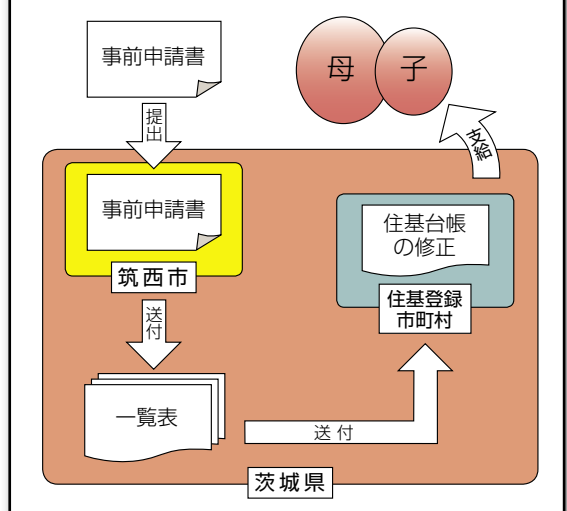 事前申請書
提出
母
子
支給
事前申請書
筑西市
送付
住基台帳
の修正
住基登録
市町村
一覧表
送付
茨城県